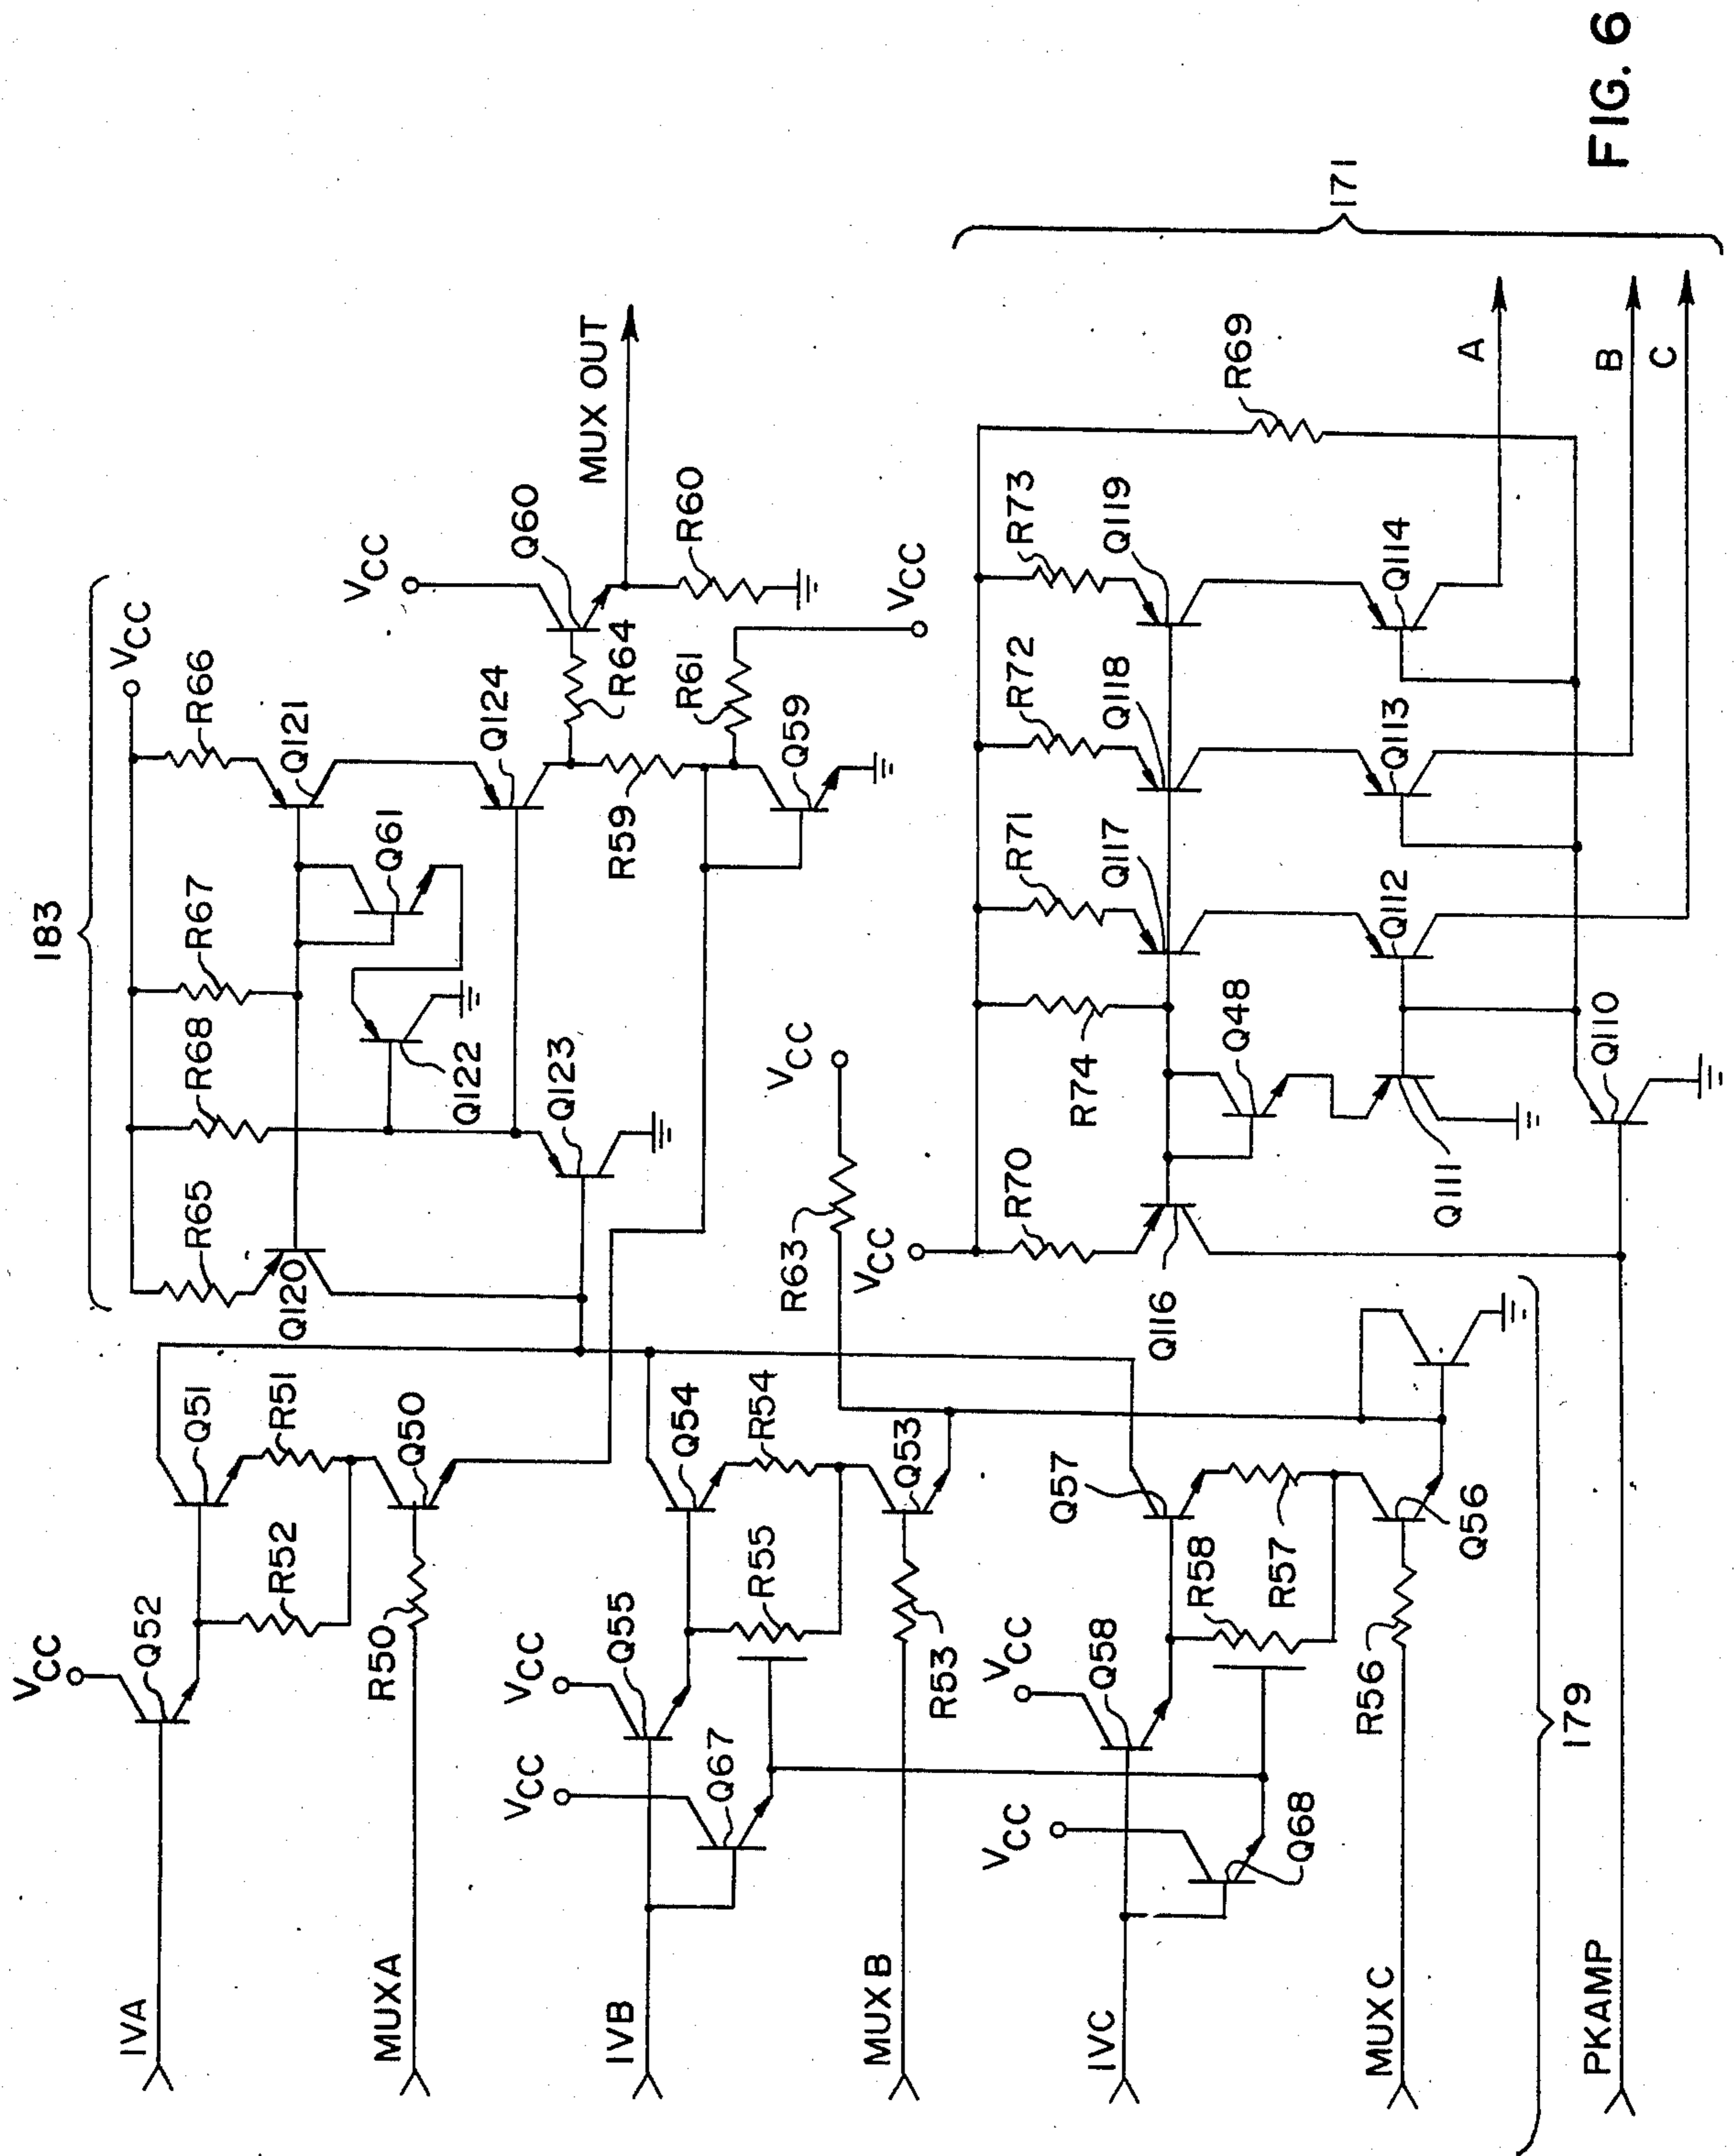 183
VCC
R65
R68
R67
R66
Q120
Q121
Q61
Q122
Q123
Q124
VCC
Q60
R64
MUX OUT
R60
R59
R61
Q59
VCC
IVA
VCC
Q52
Q51
R52
R51
MUXA
R50
Q50
IVB
VCC
Q55
VCC
Q67
Q54
R55
R54
MUXB
R53
Q53
R63
VCC
IVC
VCC
Q58
VCC
Q68
Q57
R58
R57
MUXC
R56
Q56
179
PKAMP
VCC
R70
R74
R71
R72
R73
R69
Q116
Q117
Q118
Q119
Q48
Q111
Q112
Q113
Q114
Q110
A
B
C
171
FIG. 6